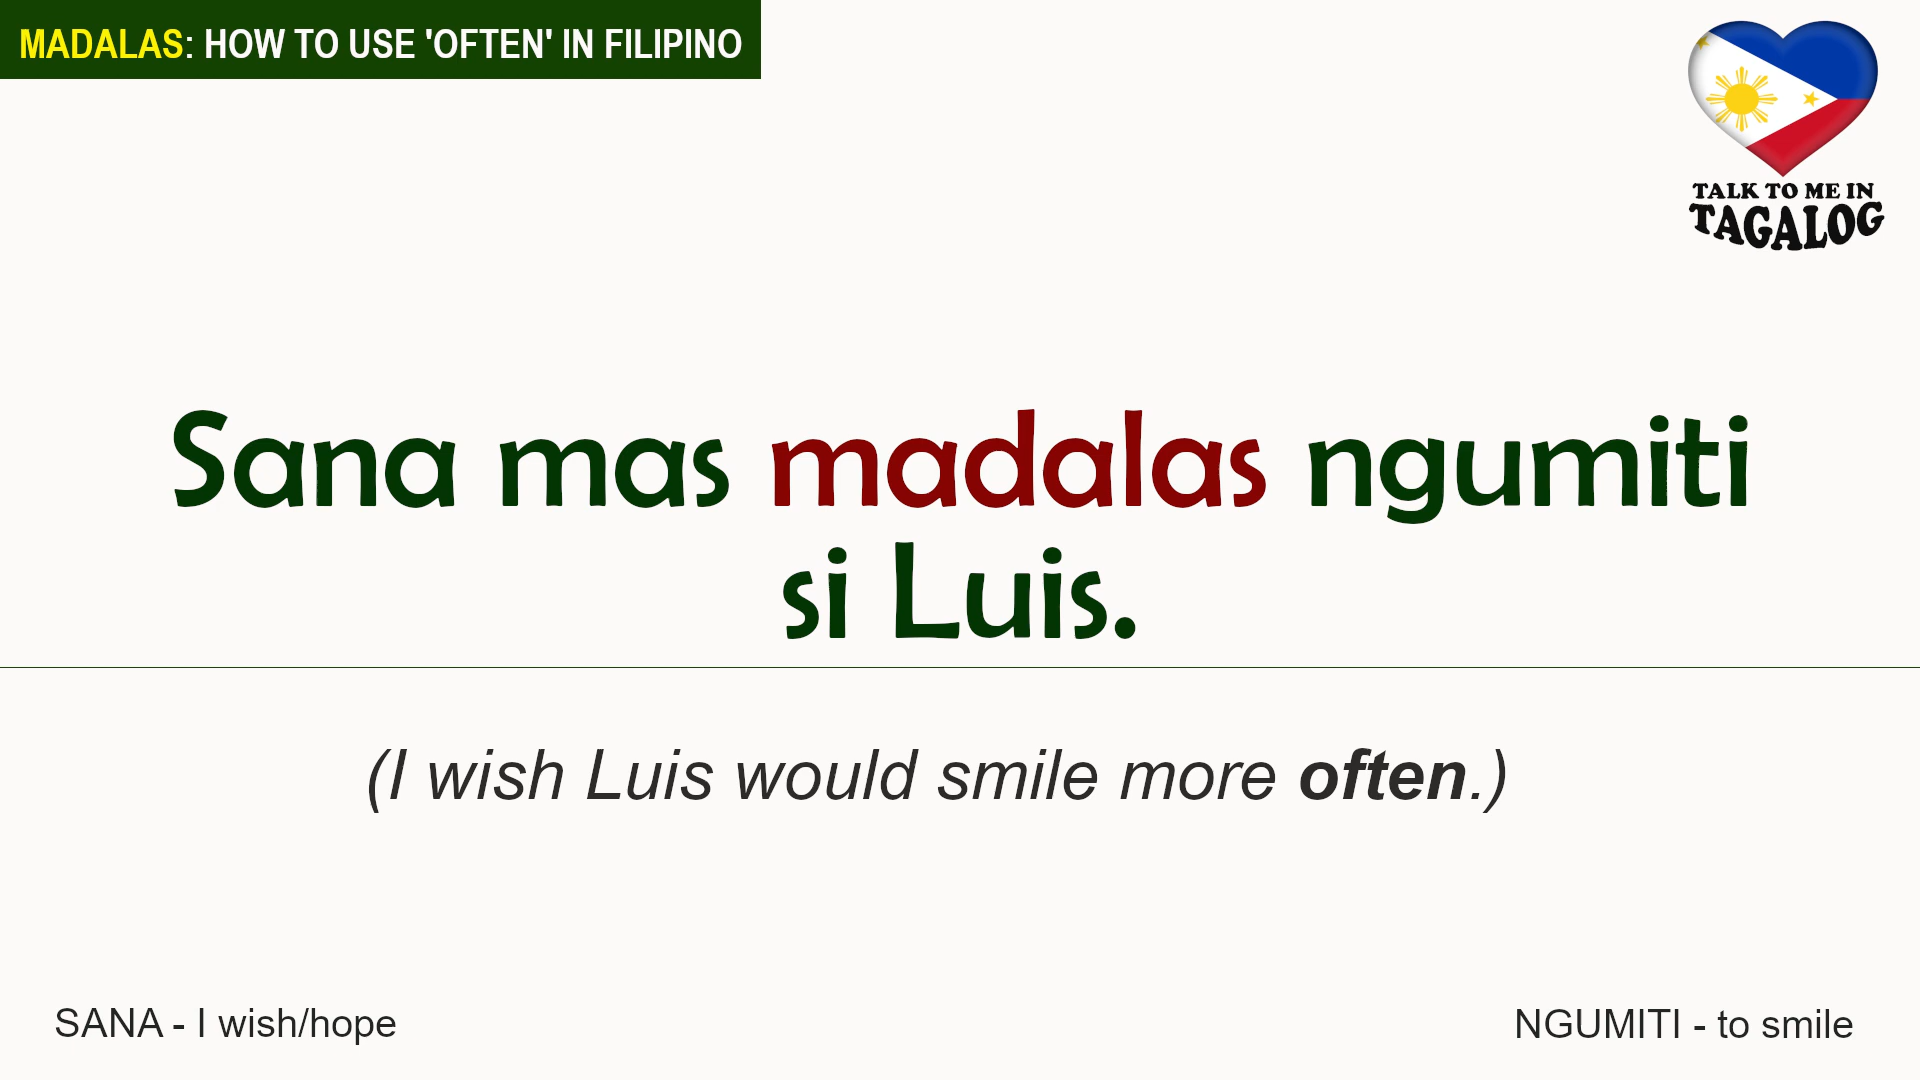 MADALAS: HOW TO USE 'OFTEN' IN FILIPINO
TALK TO ME IN
TAGALOG
Sana mas madalas ngumiti
si Luis.
(I wish Luis would smile more often.)
SANA - I wish/hope
NGUMITI - to smile